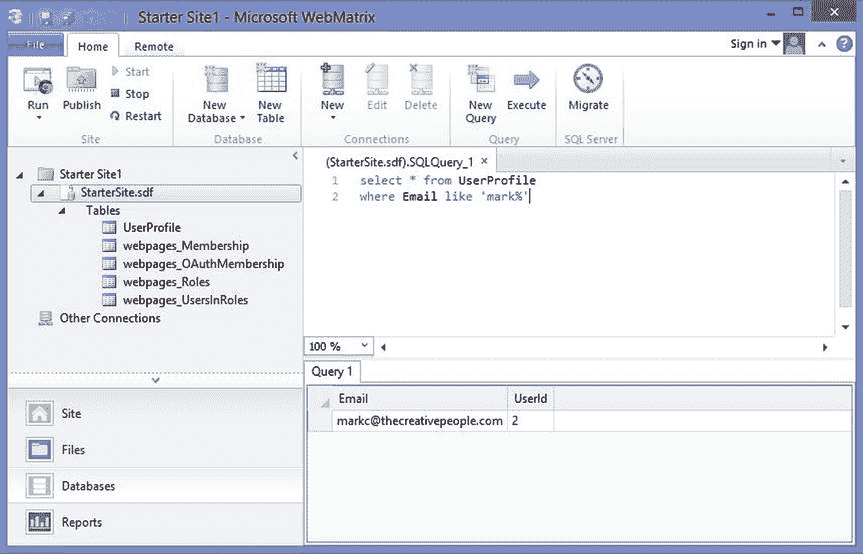 Starter Site1 - Microsoft WebMatrix
File Home Remote Sign in
Run Publish Start Stop Restart
New Database New Table
New Edit Delete
New Query Execute
Migrate
Site Database Connections Query SQL Server
Starter Site1
StarterSite.sdf
Tables
UserProfile
webpages_Membership
webpages_OAuthMembership
webpages_Roles
webpages_UsersInRoles
Other Connections
Site
Files
Databases
Reports
(StarterSite.sdf).SQLQuery_1 ×
1 select * from UserProfile
2 where Email like 'mark%'
100 %
Query 1
Email UserId
markc@thecreativepeople.com 2